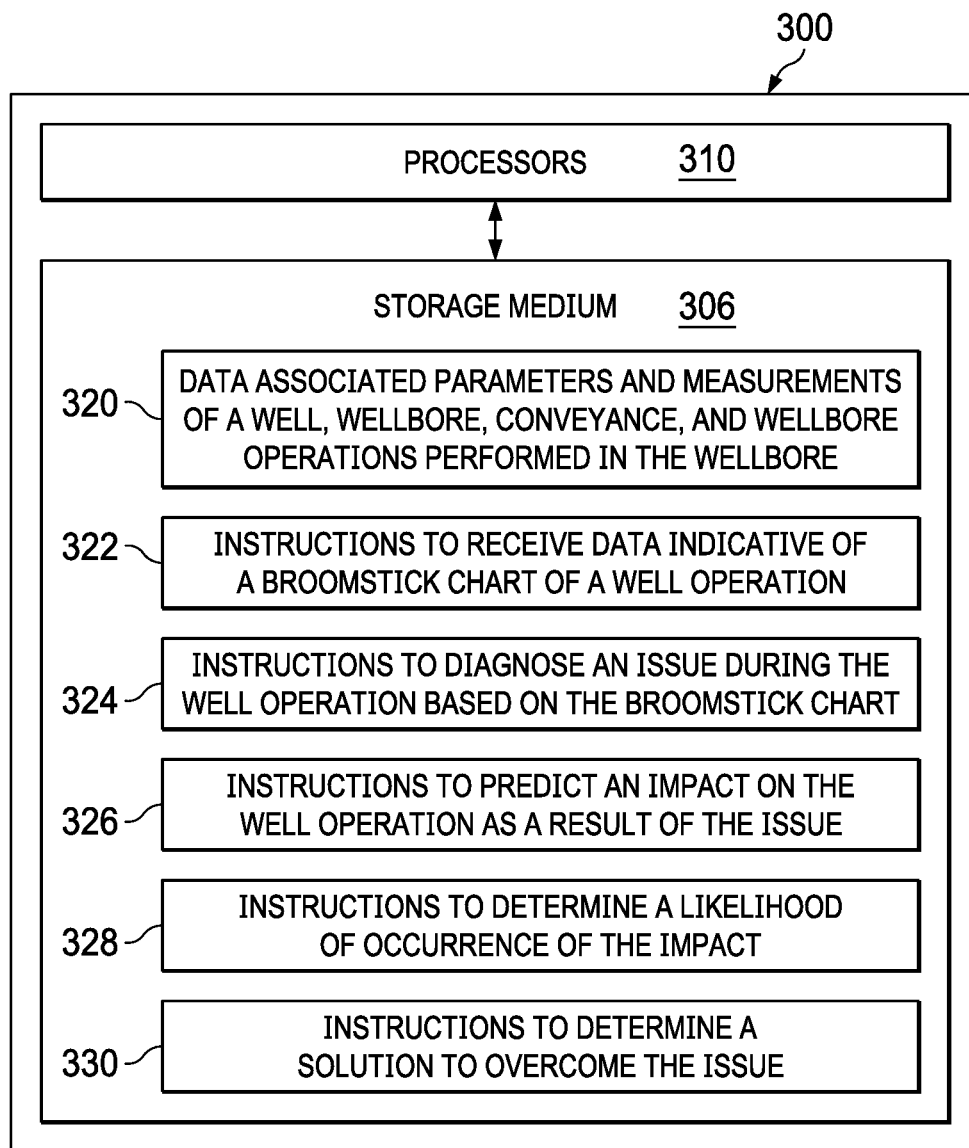 300
PROCESSORS 310
STORAGE MEDIUM 306
320
DATA ASSOCIATED PARAMETERS AND MEASUREMENTS
OF A WELL, WELLBORE, CONVEYANCE, AND WELLBORE
OPERATIONS PERFORMED IN THE WELLBORE
322
INSTRUCTIONS TO RECEIVE DATA INDICATIVE OF
A BROOMSTICK CHART OF A WELL OPERATION
324
INSTRUCTIONS TO DIAGNOSE AN ISSUE DURING THE
WELL OPERATION BASED ON THE BROOMSTICK CHART
326
INSTRUCTIONS TO PREDICT AN IMPACT ON THE
WELL OPERATION AS A RESULT OF THE ISSUE
328
INSTRUCTIONS TO DETERMINE A LIKELIHOOD
OF OCCURRENCE OF THE IMPACT
330
INSTRUCTIONS TO DETERMINE A
SOLUTION TO OVERCOME THE ISSUE